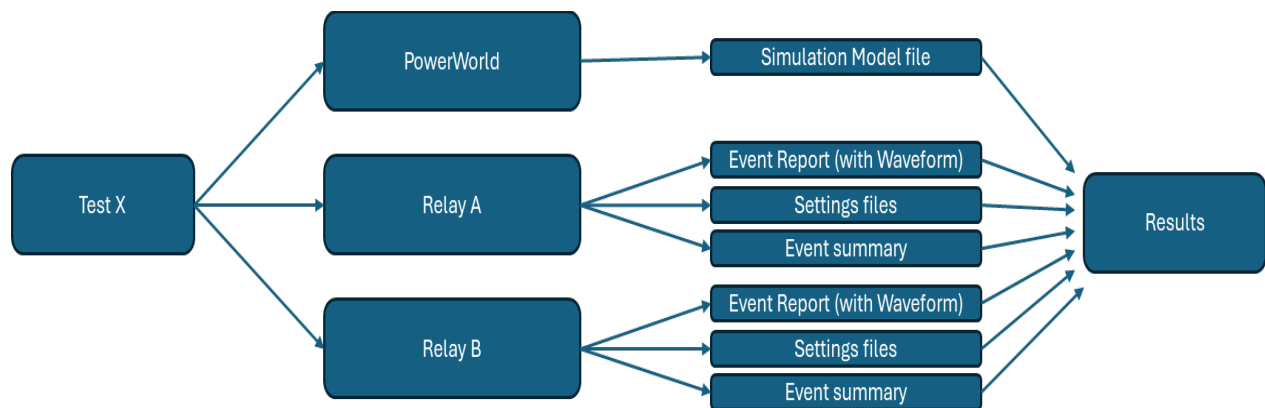 PowerWorld
Simulation Model file
Test X
Relay A
Event Report (with Waveform)
Settings files
Event summary
Results
Relay B
Event Report (with Waveform)
Settings files
Event summary